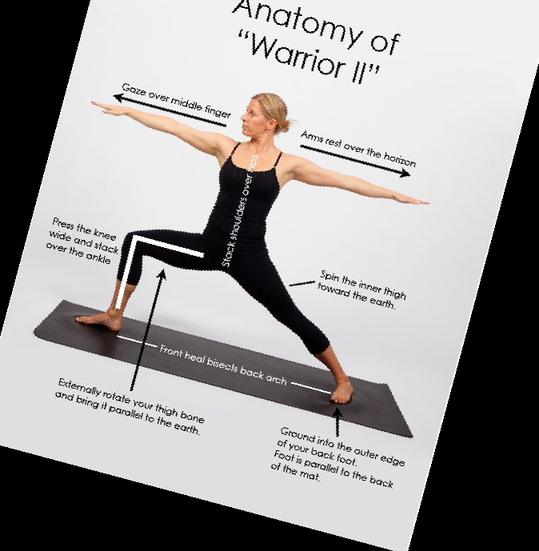 Anatomy of
“Warrior II”
Gaze over middle finger
Arms rest over the horizon
Stack shoulders over hips
Press the knee
wide and stack
over the ankle
Spin the inner thigh
toward the earth.
Front heal bisects back arch
Externally rotate your thigh bone
and bring it parallel to the earth.
Ground into the outer edge
of your back foot.
Foot is parallel to the back
of the mat.